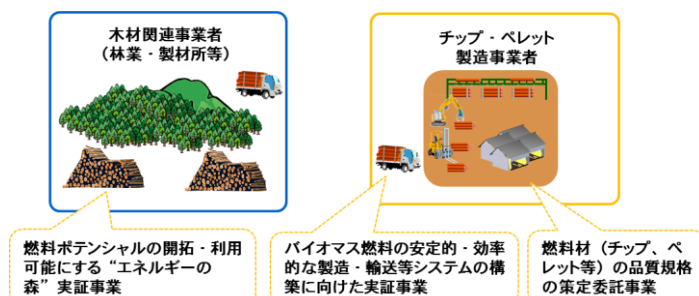 木材関連事業者
（林業・製材所等）
チップ・ペレット
製造事業者
燃料ポテンシャルの開拓・利用
可能にする“エネルギーの
森”実証事業
バイオマス燃料の安定的・効率
的な製造・輸送等システムの構
築に向けた実証事業
燃料材（チップ、ペ
レット等）の品質規格
の策定委託事業